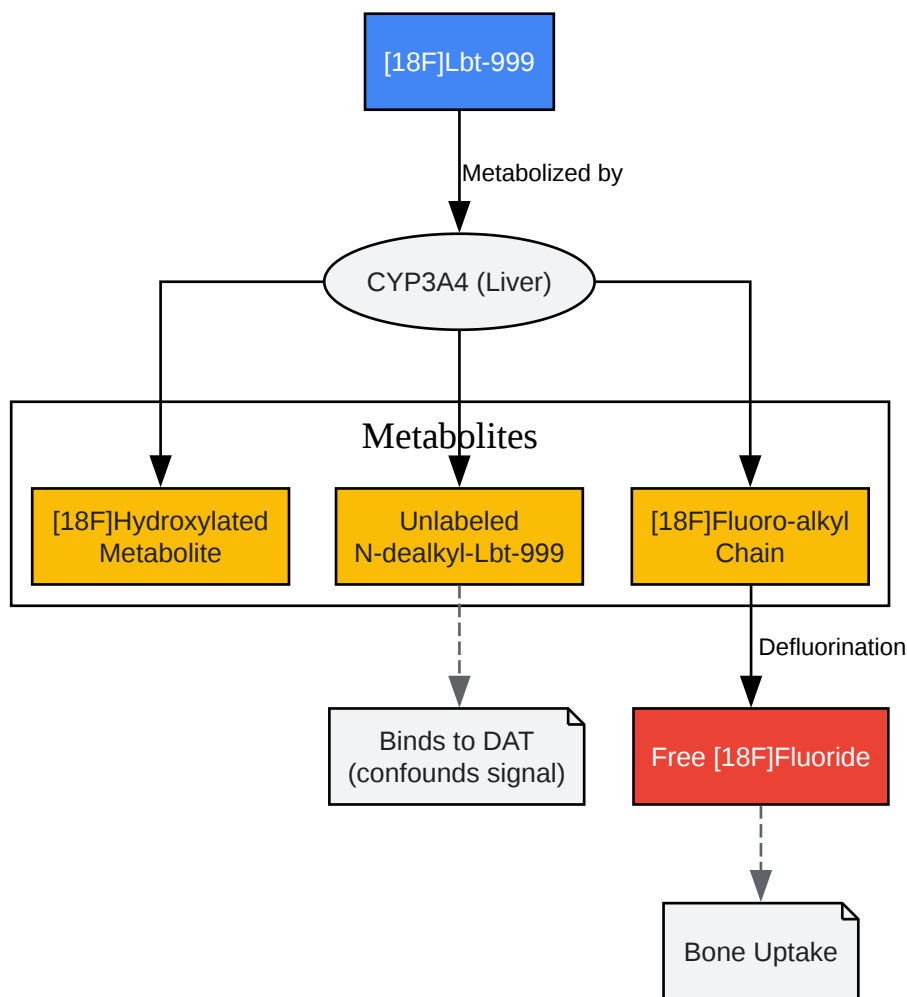 [18F]Lbt-999
Metabolized by
CYP3A4 (Liver)
Metabolites
[18F]Hydroxylated
Metabolite
Unlabeled
N-dealkyl-Lbt-999
[18F]Fluoro-alkyl
Chain
Defluorination
Binds to DAT
(confounds signal)
Free [18F]Fluoride
Bone Uptake